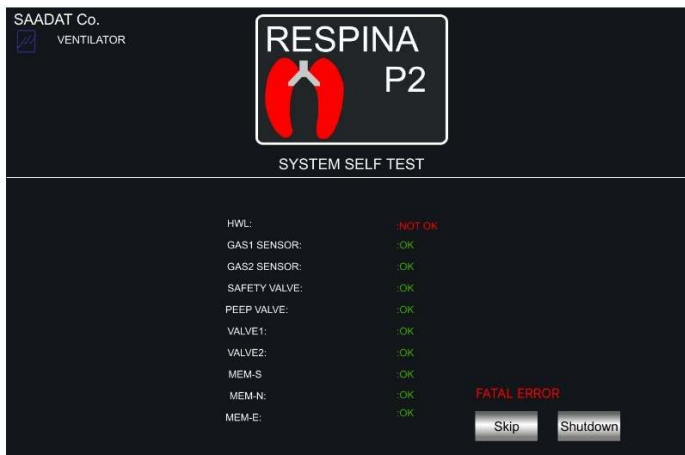 SAADAT Co.
VENTILATOR
RESPINA
P2
SYSTEM SELF TEST
HWL: :NOT OK
GAS1 SENSOR: :OK
GAS2 SENSOR: :OK
SAFETY VALVE: :OK
PEEP VALVE: :OK
VALVE1: :OK
VALVE2: :OK
MEM-S :OK
MEM-N: :OK
MEM-E: :OK
FATAL ERROR
Skip Shutdown